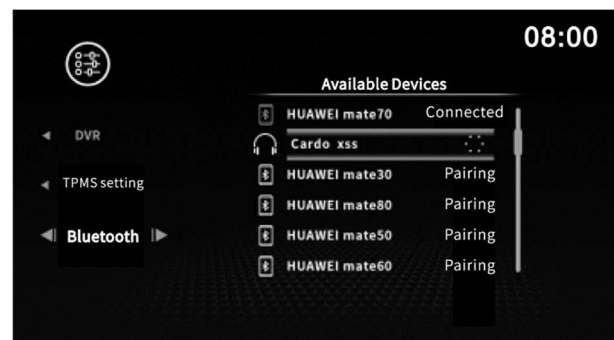 08:00
Available Devices
HUAWEI mate70 Connected
Cardo xss
HUAWEI mate30 Pairing
HUAWEI mate80 Pairing
HUAWEI mate50 Pairing
HUAWEI mate60 Pairing
DVR
TPMS setting
Bluetooth